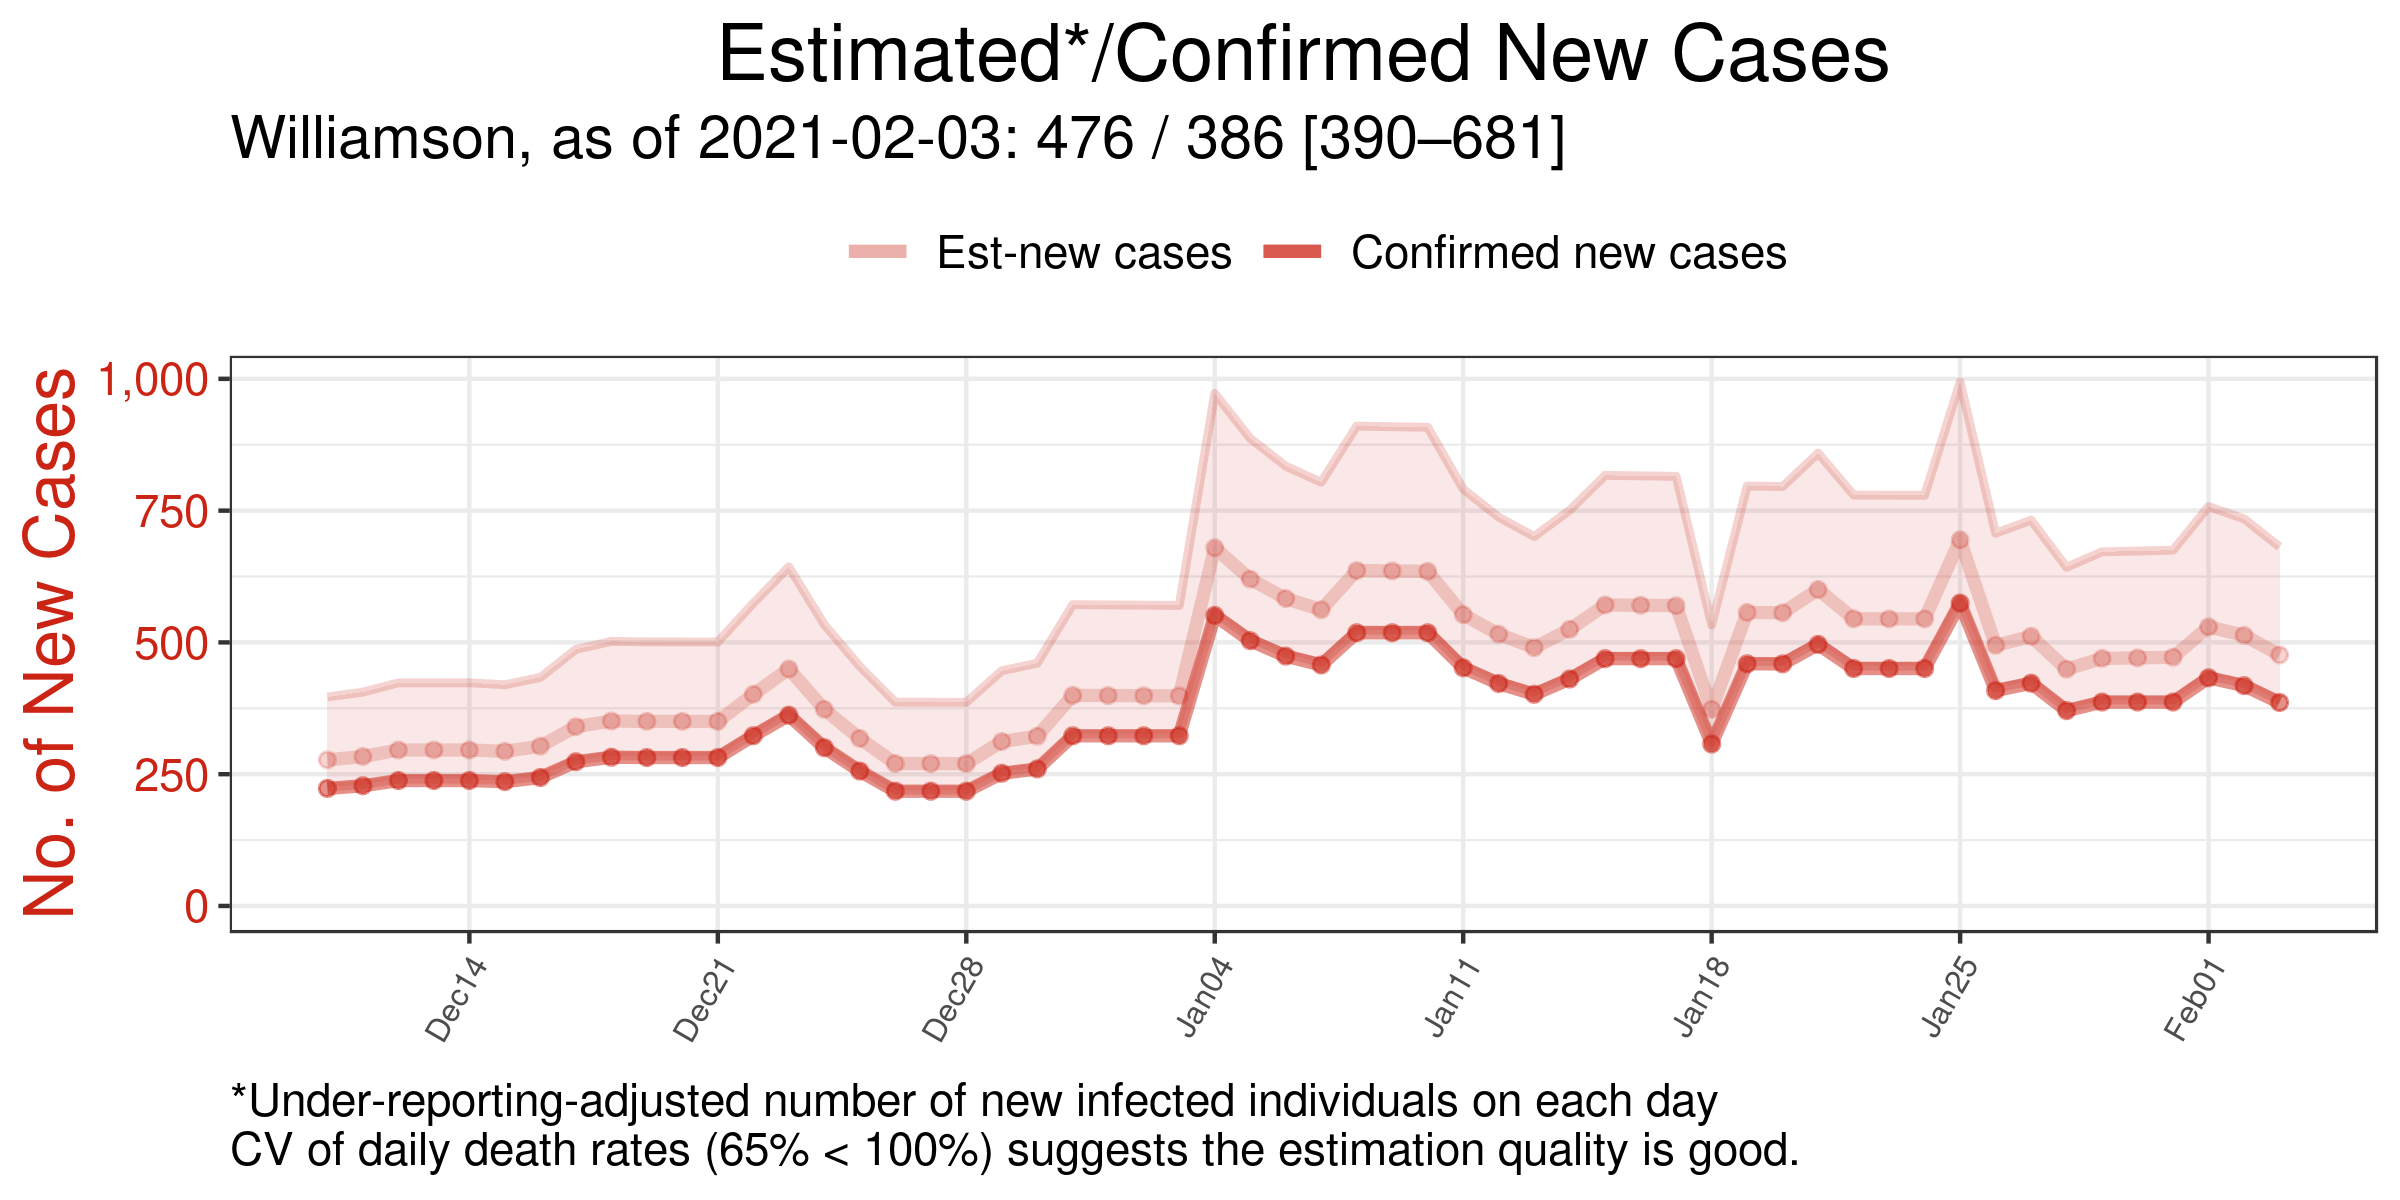 Estimated*/Confirmed New Cases
Williamson, as of 2021-02-03: 476 / 386 [390–681]
Est-new cases Confirmed new cases
No. of New Cases
1,000
750
500
250
0
Dec14 Dec21 Dec28 Jan04 Jan11 Jan18 Jan25 Feb01
*Under-reporting-adjusted number of new infected individuals on each day
CV of daily death rates (65% < 100%) suggests the estimation quality is good.